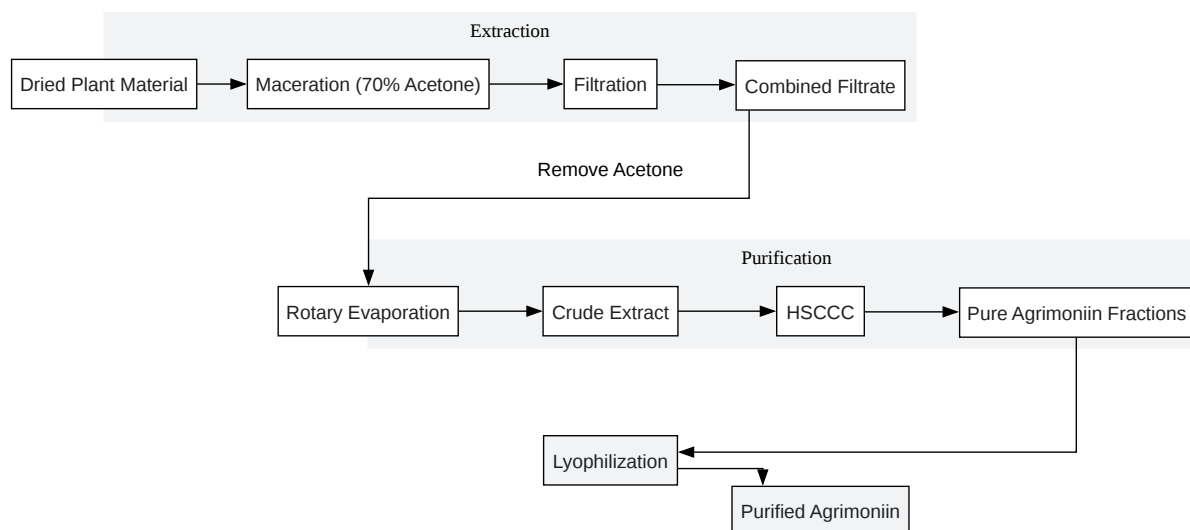 Extraction
Dried Plant Material
Maceration (70% Acetone)
Filtration
Combined Filtrate
Remove Acetone
Purification
Rotary Evaporation
Crude Extract
HSCCC
Pure Agrimoniin Fractions
Lyophilization
Purified Agrimoniin